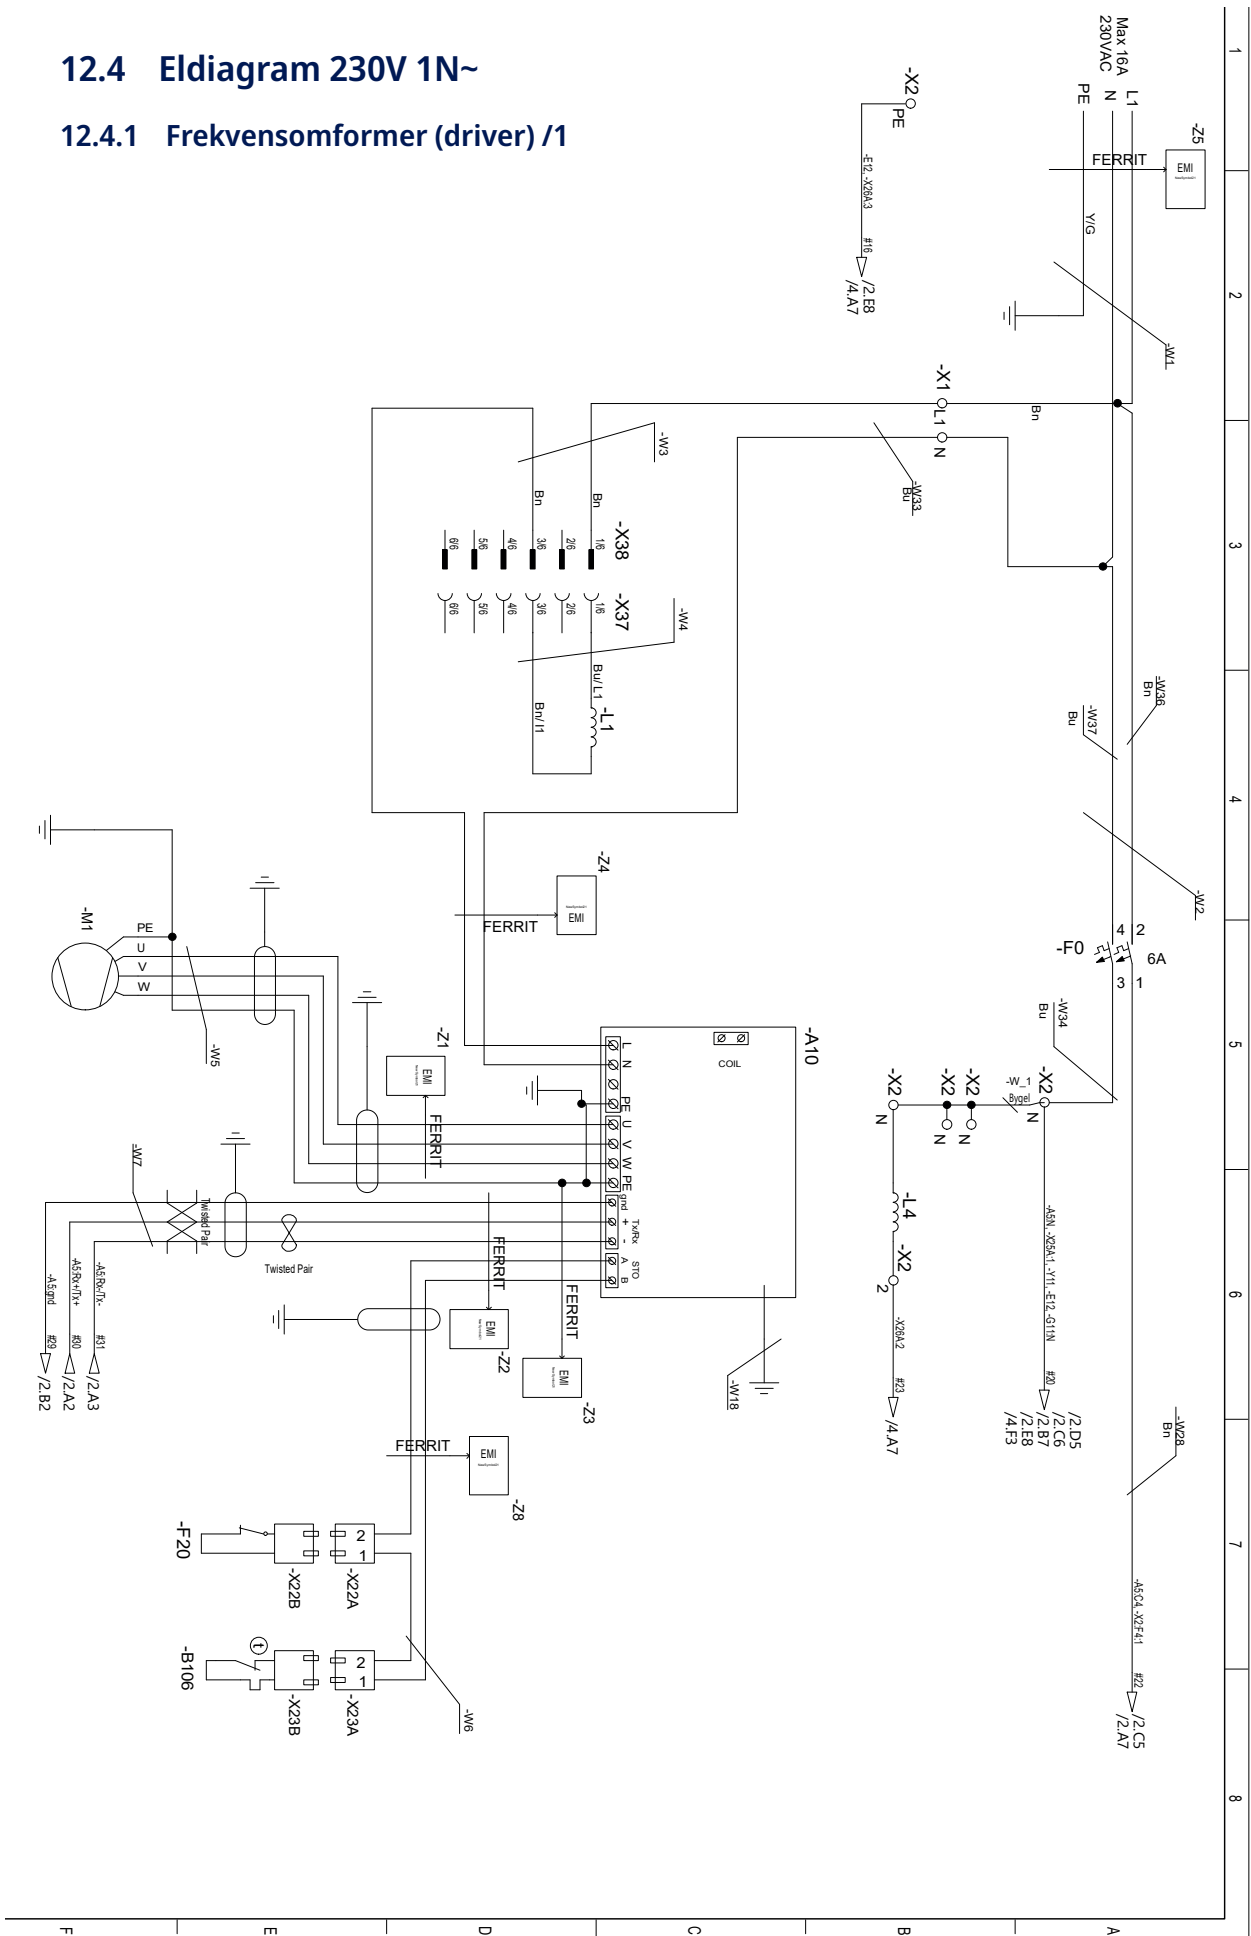 12.4 Eldiagram 230V 1N~
12.4.1 Frekvensomformer (driver) /1
1
2
3
4
5
6
7
8
A
B
C
D
E
F
Max 16A
230VAC
L1
N
PE
-Z5
EMI
FERRIT
Y/G
-W1
-X2
PE
-E12, -X26A:3
#16
/2.E8
/4.A7
-X1
L1
N
Bn
-W33
Bu
-W3
Bn
Bn
-X38
1/6
2/6
3/6
4/6
5/6
6/6
-X37
1/6
2/6
3/6
4/6
5/6
6/6
-W4
Bu/ L1
Bn/ I1
-L1
-W36
Bn
-W37
Bu
-W2
-F0
4
2
3
1
6A
-W34
Bu
-Z4
EMI
FERRIT
-M1
PE
U
V
W
-W5
-Z1
EMI
FERRIT
-A10
COIL
L
N
PE
U
V
W
PE
gnd
+
-
Tx/Rx
A
B
STO
-X2
N
-X2
N
-X2
N
-W_1
Bygel
-X2
N
-L4
-X2
2
-X26A:2
#23
/4.A7
-A5:N, -X25A:1, -Y11, -E12, -G11:N
#20
/2.D5
/2.C6
/2.B7
/2.E8
/4.F3
-W7
Twisted Pair
Twisted Pair
-A5:gnd
-A5:Rx+/Tx+
-A5:Rx-/Tx-
#29
#30
#31
/2.B2
/2.A2
/2.A3
FERRIT
EMI
-Z2
FERRIT
EMI
-Z3
-W18
-W28
Bn
FERRIT
EMI
-Z8
-F20
-X22B
2
1
-X22A
t
-B106
-X23B
2
1
-X23A
-W6
-A5:C4, -X2:F4:1
#22
/2.C5
/2.A7